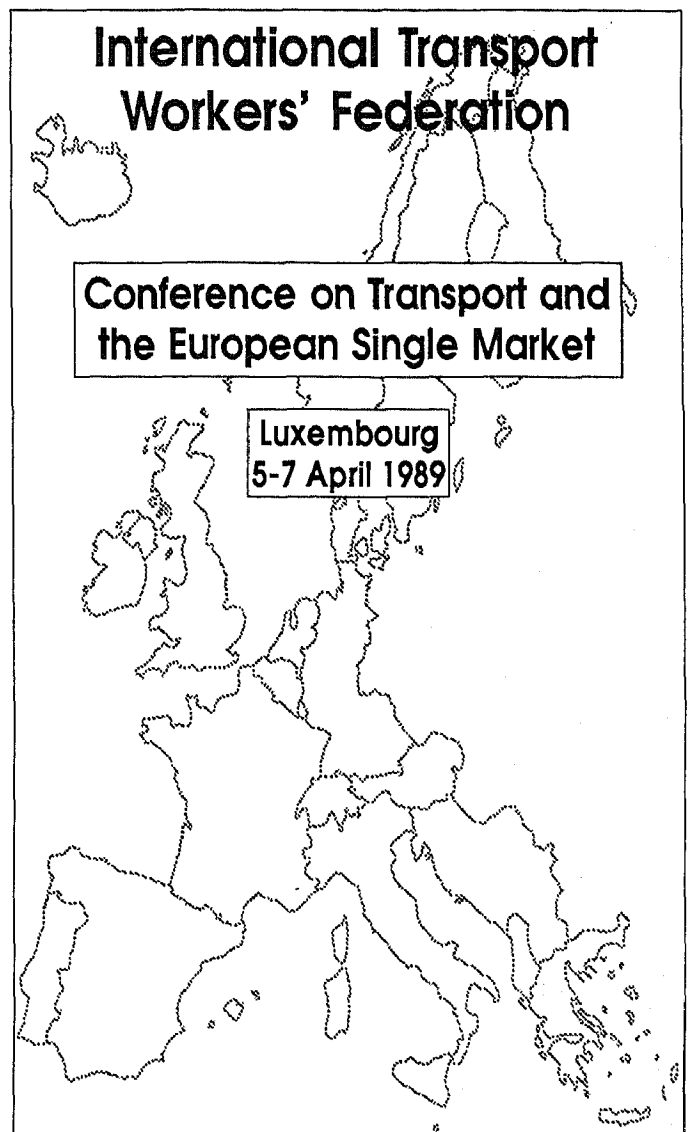 International Transport
Workers' Federation
Conference on Transport and
the European Single Market
Luxembourg
5-7 April 1989